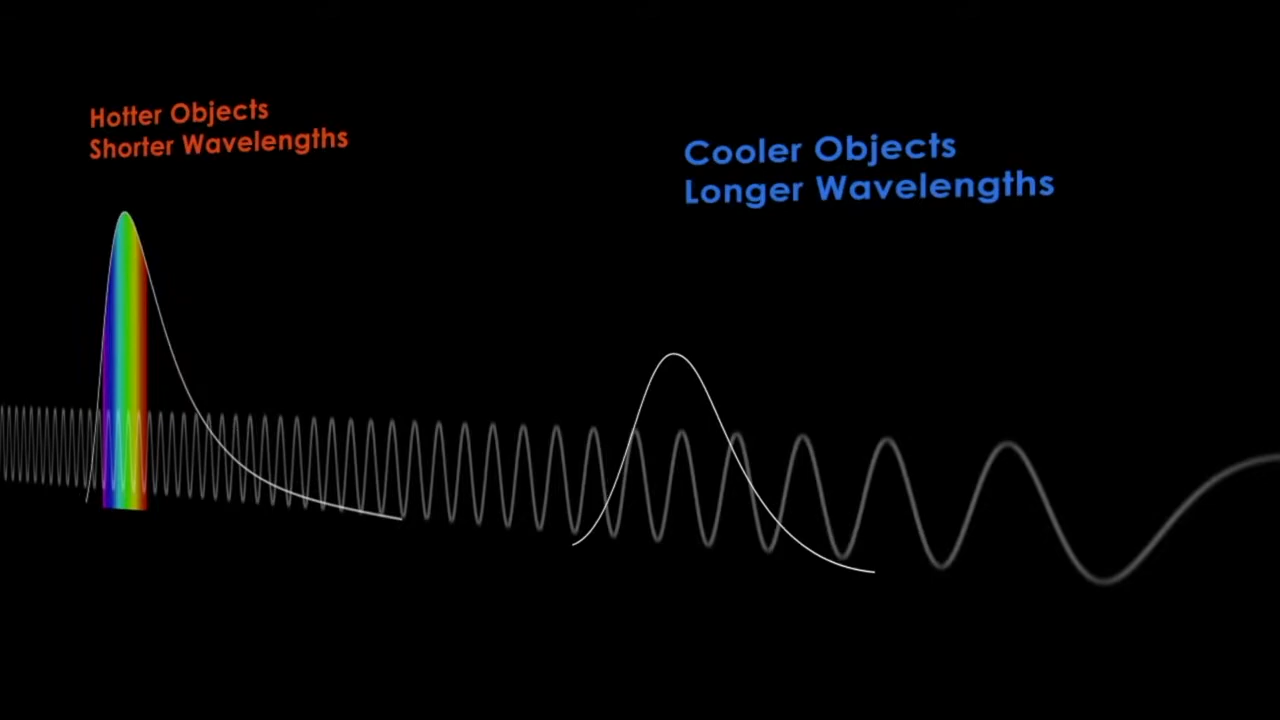 Hotter Objects
Shorter Wavelengths
Cooler Objects
Longer Wavelengths